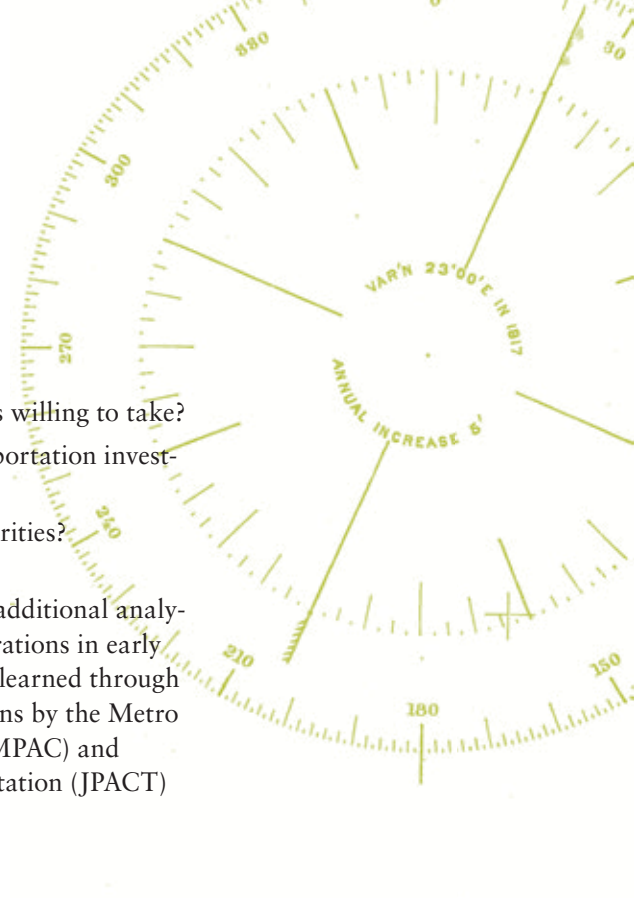 330
30
300
VAR'N 23°00'E IN 1817
270
ANNUAL INCREASE 5'
s willing to take?
portation invest-
240
rities?
additional analy-
rations in early
210
learned through
150
ns by the Metro
180
MPAC) and
tation (JPACT)